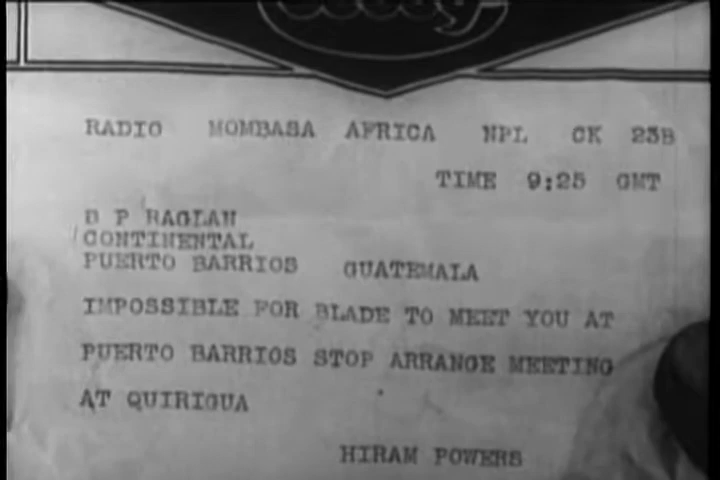 RADIO MOMBASA AFRICA NPL CK 25B
TIME 9:25 GMT
D P RAGLAN
CONTINENTAL
PUERTO BARRIOS GUATEMALA
IMPOSSIBLE FOR BLADE TO MEET YOU AT
PUERTO BARRIOS STOP ARRANGE MEETING
AT QUIRIGUA
HIRAM POWERS